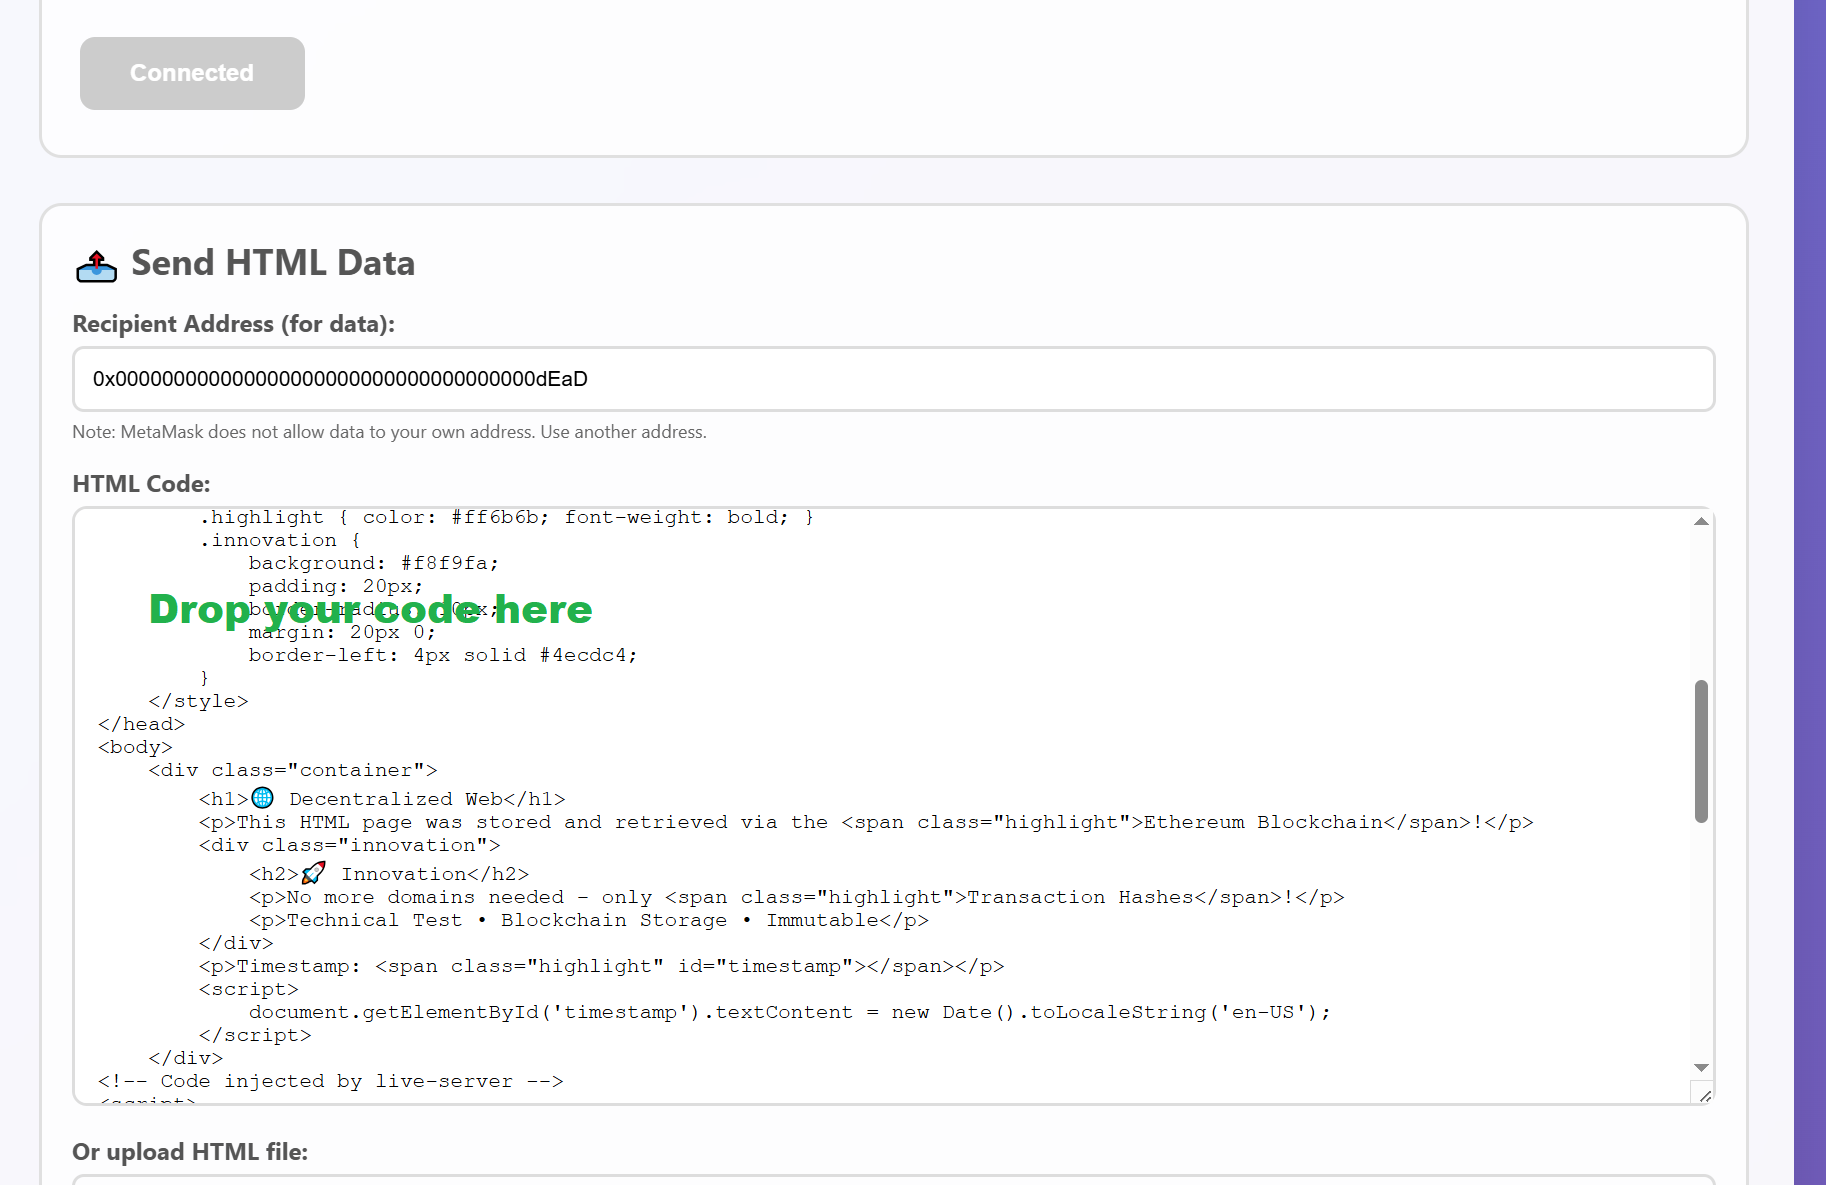 Connected
📤 Send HTML Data
Recipient Address (for data):
0x000000000000000000000000000000000000dEaD
Note: MetaMask does not allow data to your own address. Use another address.
HTML Code:
.highlight { color: #ff6b6b; font-weight: bold; }
.innovation {
background: #f8f9fa;
padding: 20px;
Drop your code here
border-radius: 10px;
margin: 20px 0;
border-left: 4px solid #4ecdc4;
}
</style>
</head>
<body>
<div class="container">
<h1>🌐 Decentralized Web</h1>
<p>This HTML page was stored and retrieved via the <span class="highlight">Ethereum Blockchain</span>!</p>
<div class="innovation">
<h2>🚀 Innovation</h2>
<p>No more domains needed - only <span class="highlight">Transaction Hashes</span>!</p>
<p>Technical Test • Blockchain Storage • Immutable</p>
</div>
<p>Timestamp: <span class="highlight" id="timestamp"></span></p>
<script>
document.getElementById('timestamp').textContent = new Date().toLocaleString('en-US');
</script>
</div>
<!-- Code injected by live-server -->
<script>
Or upload HTML file: